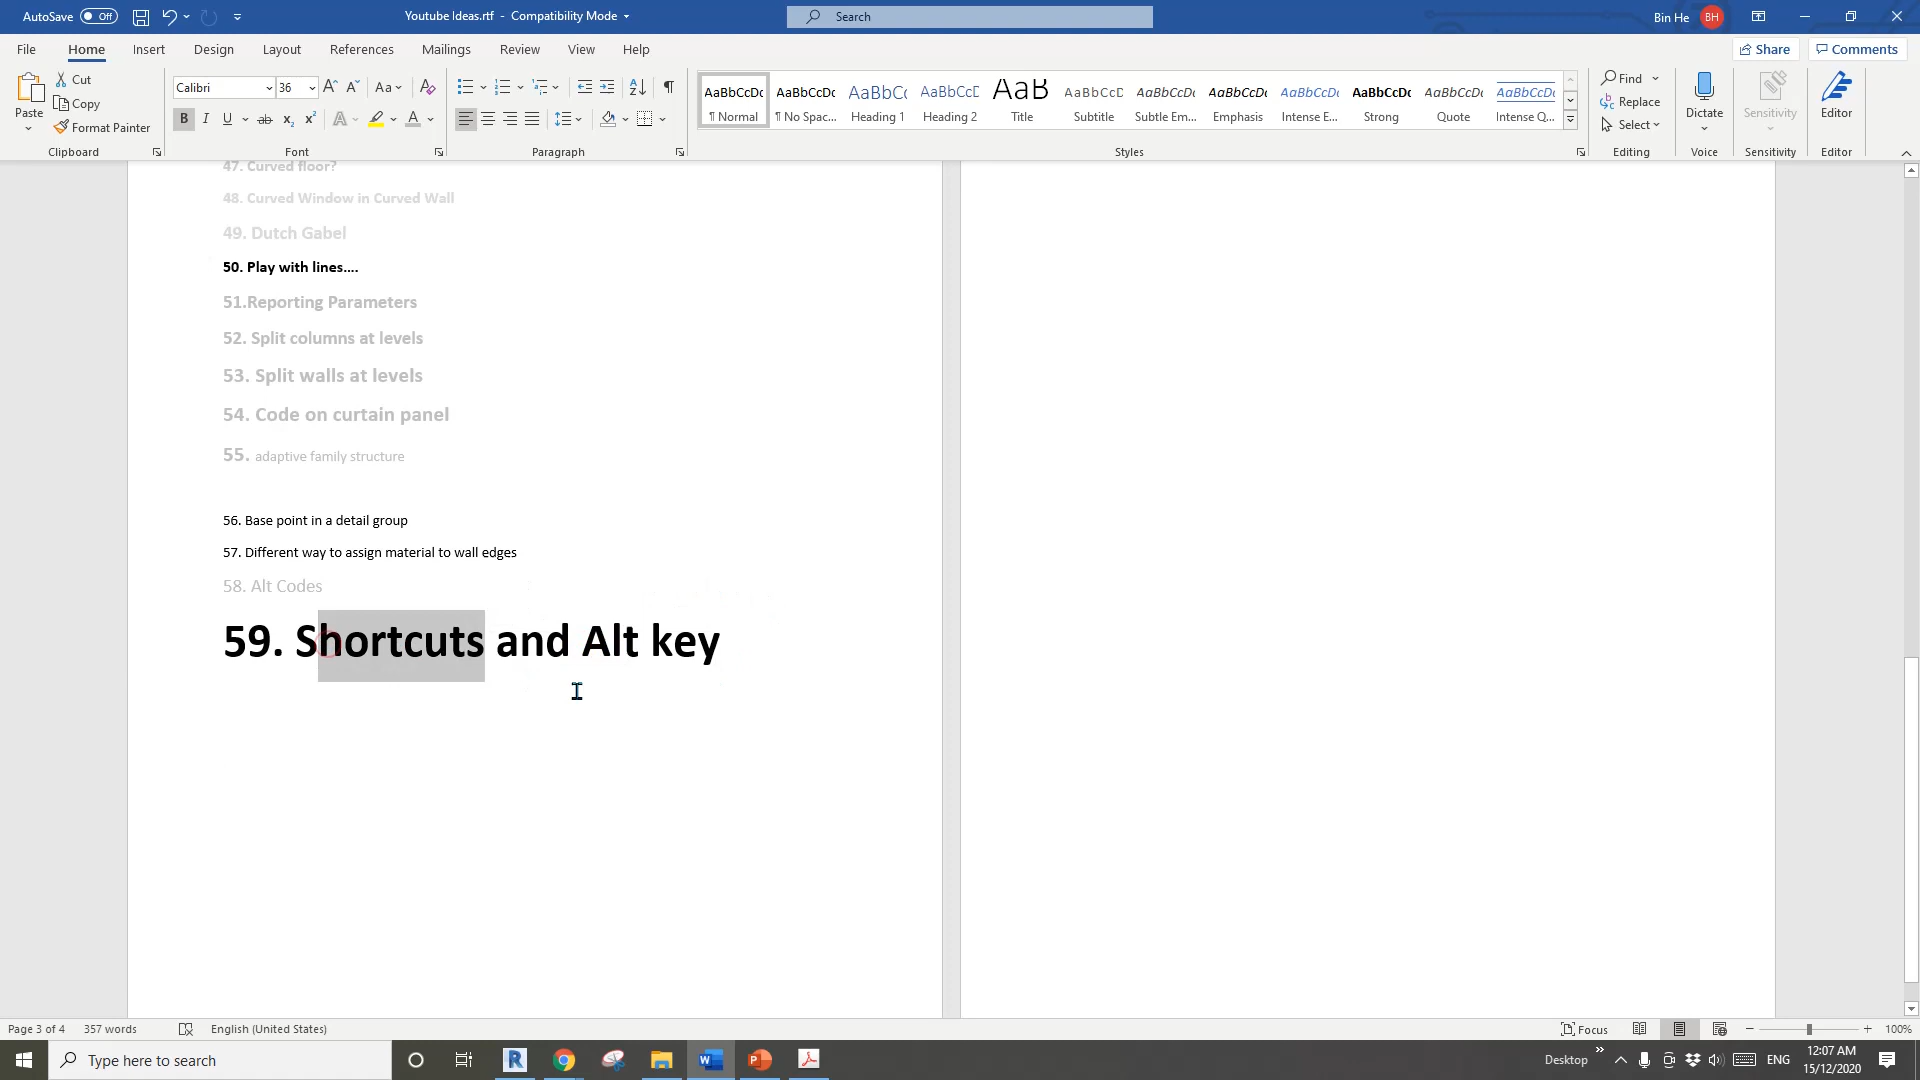 AutoSave Off
Youtube Ideas.rtf - Compatibility Mode
Search
Bin He BH
File Home Insert Design Layout References Mailings Review View Help
Share Comments
Paste
Cut
Copy
Format Painter
Clipboard
Calibri 36
Font
Paragraph
AaBbCcDc AaBbCcDc AaBbCc AaBbCcD AaB AaBbCcD AaBbCcDc AaBbCcDc AaBbCcDc AaBbCcDc AaBbCcDc AaBbCcDc
¶ Normal ¶ No Spac... Heading 1 Heading 2 Title Subtitle Subtle Em... Emphasis Intense E... Strong Quote Intense Q...
Styles
Find
Replace
Select
Editing
Dictate
Voice
Sensitivity
Sensitivity
Editor
Editor
47. Curved floor?
48. Curved Window in Curved Wall
49. Dutch Gabel
50. Play with lines....
51.Reporting Parameters
52. Split columns at levels
53. Split walls at levels
54. Code on curtain panel
55. adaptive family structure
56. Base point in a detail group
57. Different way to assign material to wall edges
58. Alt Codes
59. Shortcuts and Alt key
Page 3 of 4 357 words English (United States)
Focus
100%
Type here to search
Desktop
ENG
12:07 AM
15/12/2020